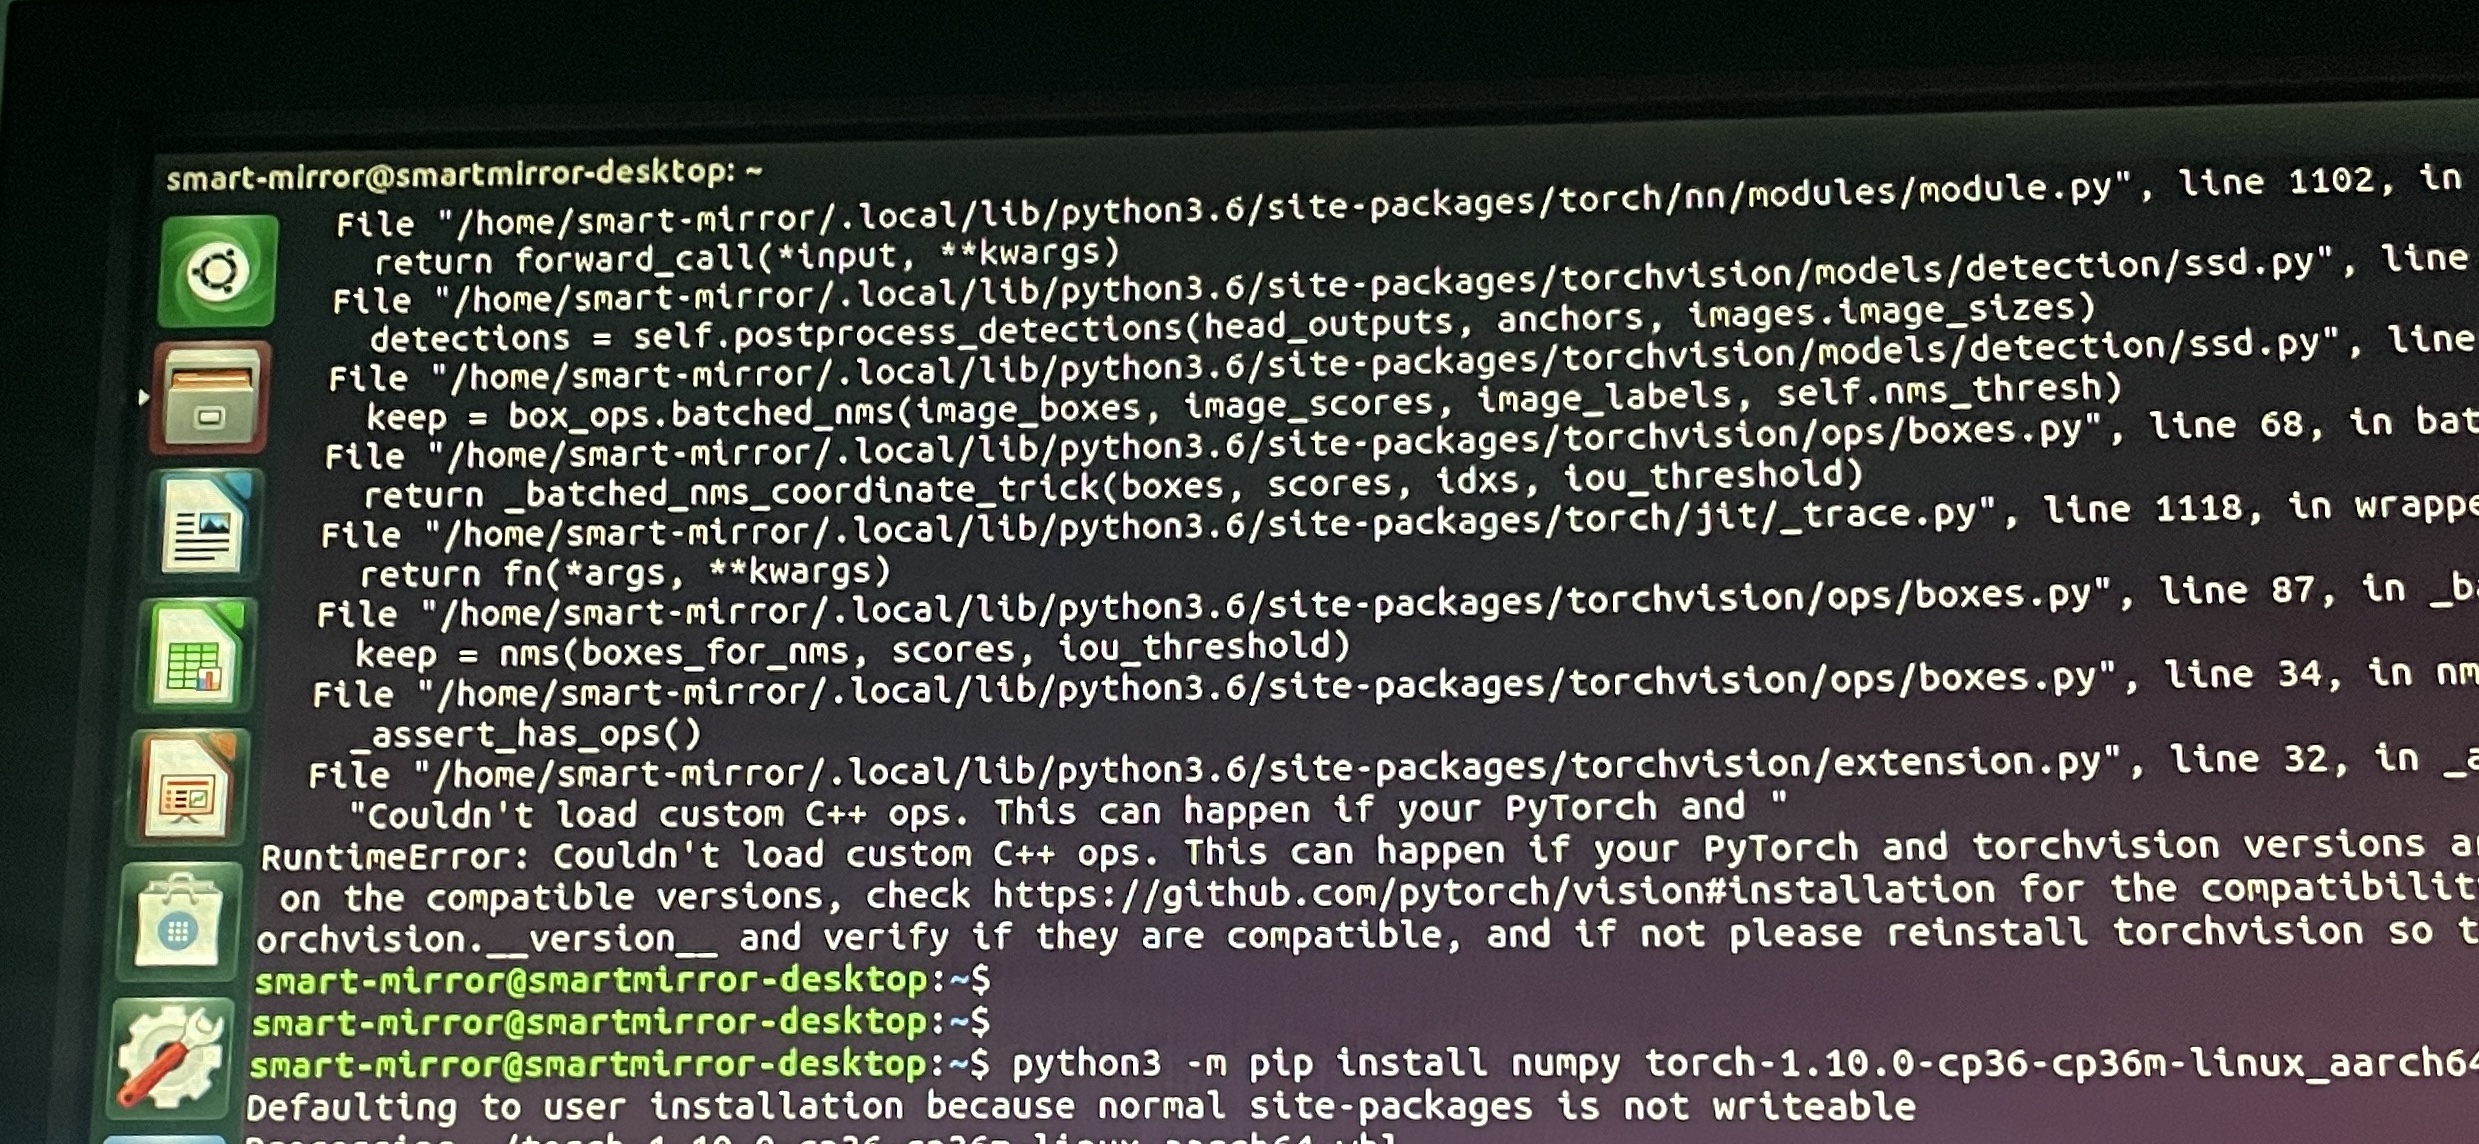 smart-mirror@smartmirror-desktop: ~
File "/home/smart-mirror/.local/lib/python3.6/site-packages/torch/nn/modules/module.py", line 1102, in
return forward_call(*input, **kwargs)
File "/home/smart-mirror/.local/lib/python3.6/site-packages/torchvision/models/detection/ssd.py", line
detections = self.postprocess_detections(head_outputs, anchors, images.image_sizes)
File "/home/smart-mirror/.local/lib/python3.6/site-packages/torchvision/models/detection/ssd.py", line
keep = box_ops.batched_nms(image_boxes, image_scores, image_labels, self.nms_thresh)
File "/home/smart-mirror/.local/lib/python3.6/site-packages/torchvision/ops/boxes.py", line 68, in bat
return _batched_nms_coordinate_trick(boxes, scores, idxs, iou_threshold)
File "/home/smart-mirror/.local/lib/python3.6/site-packages/torch/jit/_trace.py", line 1118, in wrappe
return fn(*args, **kwargs)
File "/home/smart-mirror/.local/lib/python3.6/site-packages/torchvision/ops/boxes.py", line 87, in _ba
keep = nms(boxes_for_nms, scores, iou_threshold)
File "/home/smart-mirror/.local/lib/python3.6/site-packages/torchvision/ops/boxes.py", line 34, in nm
_assert_has_ops()
File "/home/smart-mirror/.local/lib/python3.6/site-packages/torchvision/extension.py", line 32, in _a
"Couldn't load custom C++ ops. This can happen if your PyTorch and "
RuntimeError: Couldn't load custom C++ ops. This can happen if your PyTorch and torchvision versions a
on the compatible versions, check https://github.com/pytorch/vision#installation for the compatibilit
orchvision.__version__ and verify if they are compatible, and if not please reinstall torchvision so t
smart-mirror@smartmirror-desktop:~$
smart-mirror@smartmirror-desktop:~$
smart-mirror@smartmirror-desktop:~$ python3 -m pip install numpy torch-1.10.0-cp36-cp36m-linux_aarch64
Defaulting to user installation because normal site-packages is not writeable